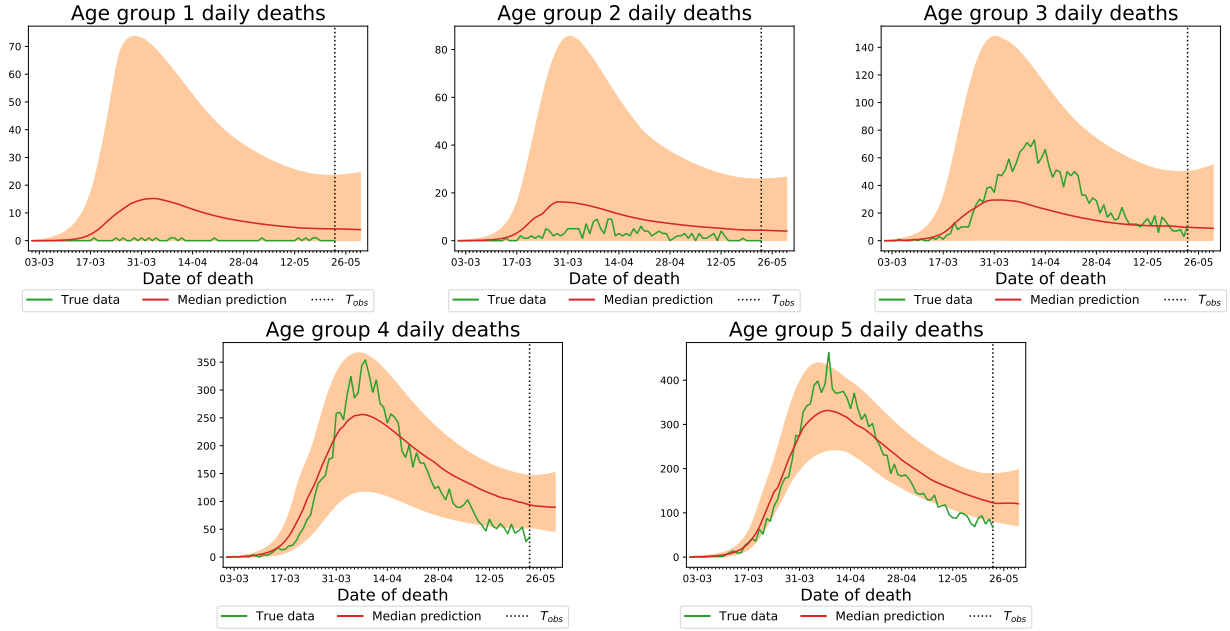 Age group 1 daily deaths
70
60
50
40
30
20
10
0
03-03 17-03 31-03 14-04 28-04 12-05 26-05
Date of death
True data Median prediction T_obs
Age group 2 daily deaths
80
60
40
20
0
03-03 17-03 31-03 14-04 28-04 12-05 26-05
Date of death
True data Median prediction T_obs
Age group 3 daily deaths
140
120
100
80
60
40
20
0
03-03 17-03 31-03 14-04 28-04 12-05 26-05
Date of death
True data Median prediction T_obs
Age group 4 daily deaths
350
300
250
200
150
100
50
0
03-03 17-03 31-03 14-04 28-04 12-05 26-05
Date of death
True data Median prediction T_obs
Age group 5 daily deaths
400
300
200
100
0
03-03 17-03 31-03 14-04 28-04 12-05 26-05
Date of death
True data Median prediction T_obs